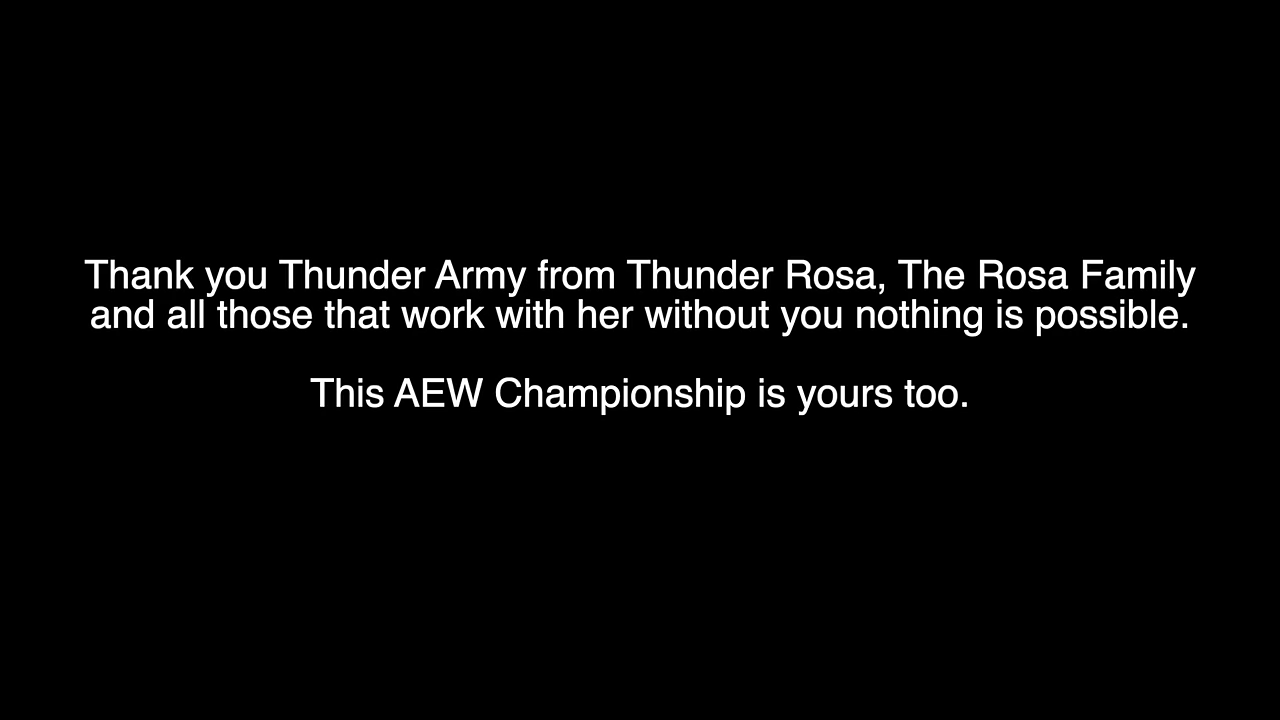 Thank you Thunder Army from Thunder Rosa, The Rosa Family
and all those that work with her without you nothing is possible.
This AEW Championship is yours too.